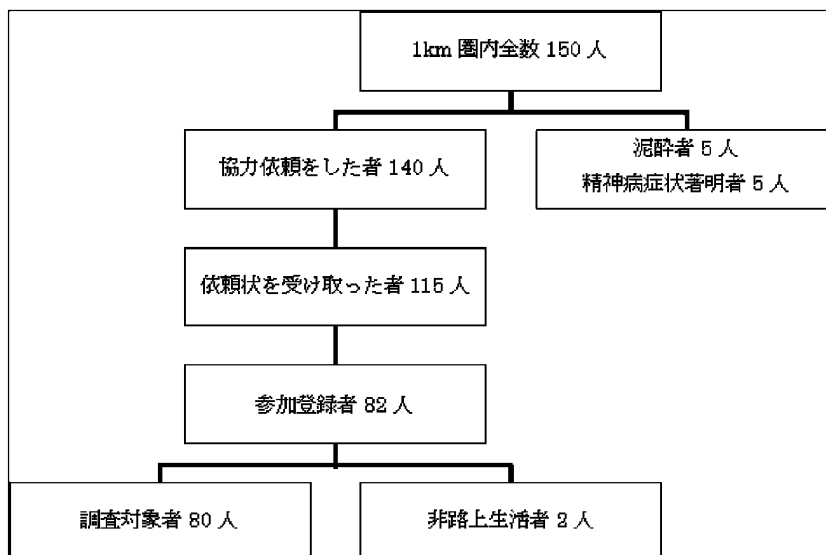 1km 圏内全数 150 人
協力依頼をした者 140 人
泥酔者 5 人
精神病症状著明者 5 人
依頼状を受け取った者 115 人
参加登録者 82 人
調査対象者 80 人
非路上生活者 2 人